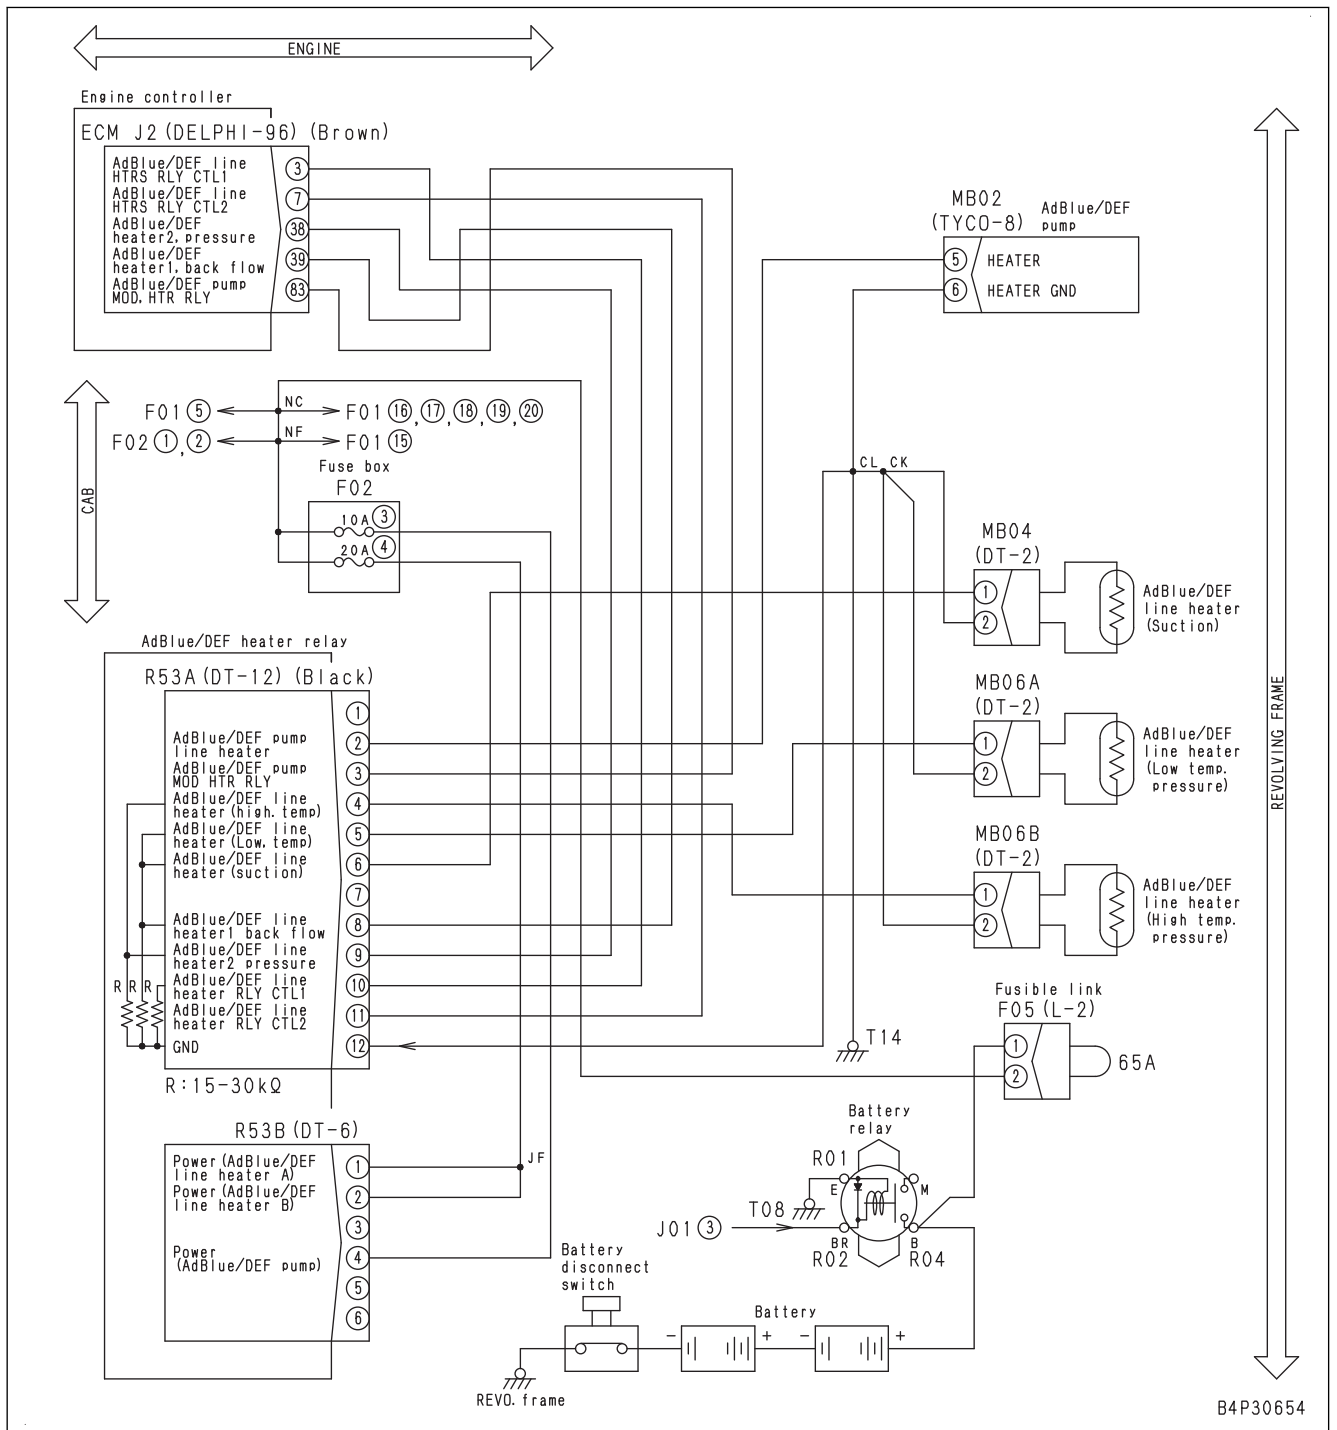 ENGINE
Engine controller
ECM J2 (DELPHI-96) (Brown)
AdBlue/DEF line
HTRS RLY CTL1
3
AdBlue/DEF line
HTRS RLY CTL2
7
AdBlue/DEF
heater2, pressure
38
AdBlue/DEF
heater1, back flow
39
AdBlue/DEF pump
MOD. HTR RLY
83
MB02
(TYCO-8)
AdBlue/DEF
pump
5 HEATER
6 HEATER GND
CAB
F01 5
NC
F01 16, 17, 18, 19, 20
F02 1, 2
NF
F01 15
Fuse box
F02
10A 3
20A 4
CL CK
MB04
(DT-2)
1
2
AdBlue/DEF
line heater
(Suction)
MB06A
(DT-2)
1
2
AdBlue/DEF
line heater
(Low temp.
pressure)
MB06B
(DT-2)
1
2
AdBlue/DEF
line heater
(High temp.
pressure)
REVOLVING FRAME
AdBlue/DEF heater relay
R53A (DT-12) (Black)
1
AdBlue/DEF pump
line heater
2
AdBlue/DEF pump
MOD HTR RLY
3
AdBlue/DEF line
heater (high. temp)
4
AdBlue/DEF line
heater (Low. temp)
5
AdBlue/DEF line
heater (suction)
6
7
AdBlue/DEF line
heater1 back flow
8
AdBlue/DEF line
heater2 pressure
9
AdBlue/DEF line
heater RLY CTL1
10
AdBlue/DEF line
heater RLY CTL2
11
GND
12
R R R
R:15-30kΩ
T14
Fusible link
F05 (L-2)
1
2
65A
R53B (DT-6)
Power (AdBlue/DEF
line heater A)
1
Power (AdBlue/DEF
line heater B)
2
3
Power
(AdBlue/DEF pump)
4
5
6
JF
Battery
relay
R01
E
M
T08
J01 3
BR
B
R02
R04
Battery
disconnect
switch
Battery
- + - +
REVO. frame
B4P30654